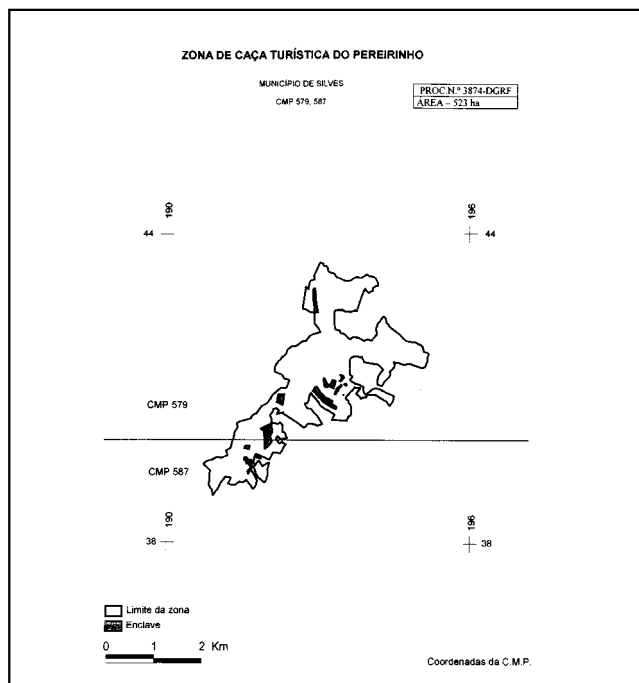 ZONA DE CAÇA TURÍSTICA DO PEREIRINHO
MUNICÍPIO DE SILVES
CMP 579, 587
PROC.N.º 3874-DGRF
ÁREA – 523 ha
190
196
44
44
CMP 579
CMP 587
190
196
38
38
Limite da zona
Enclave
0 1 2 Km
Coordenadas da C.M.P.